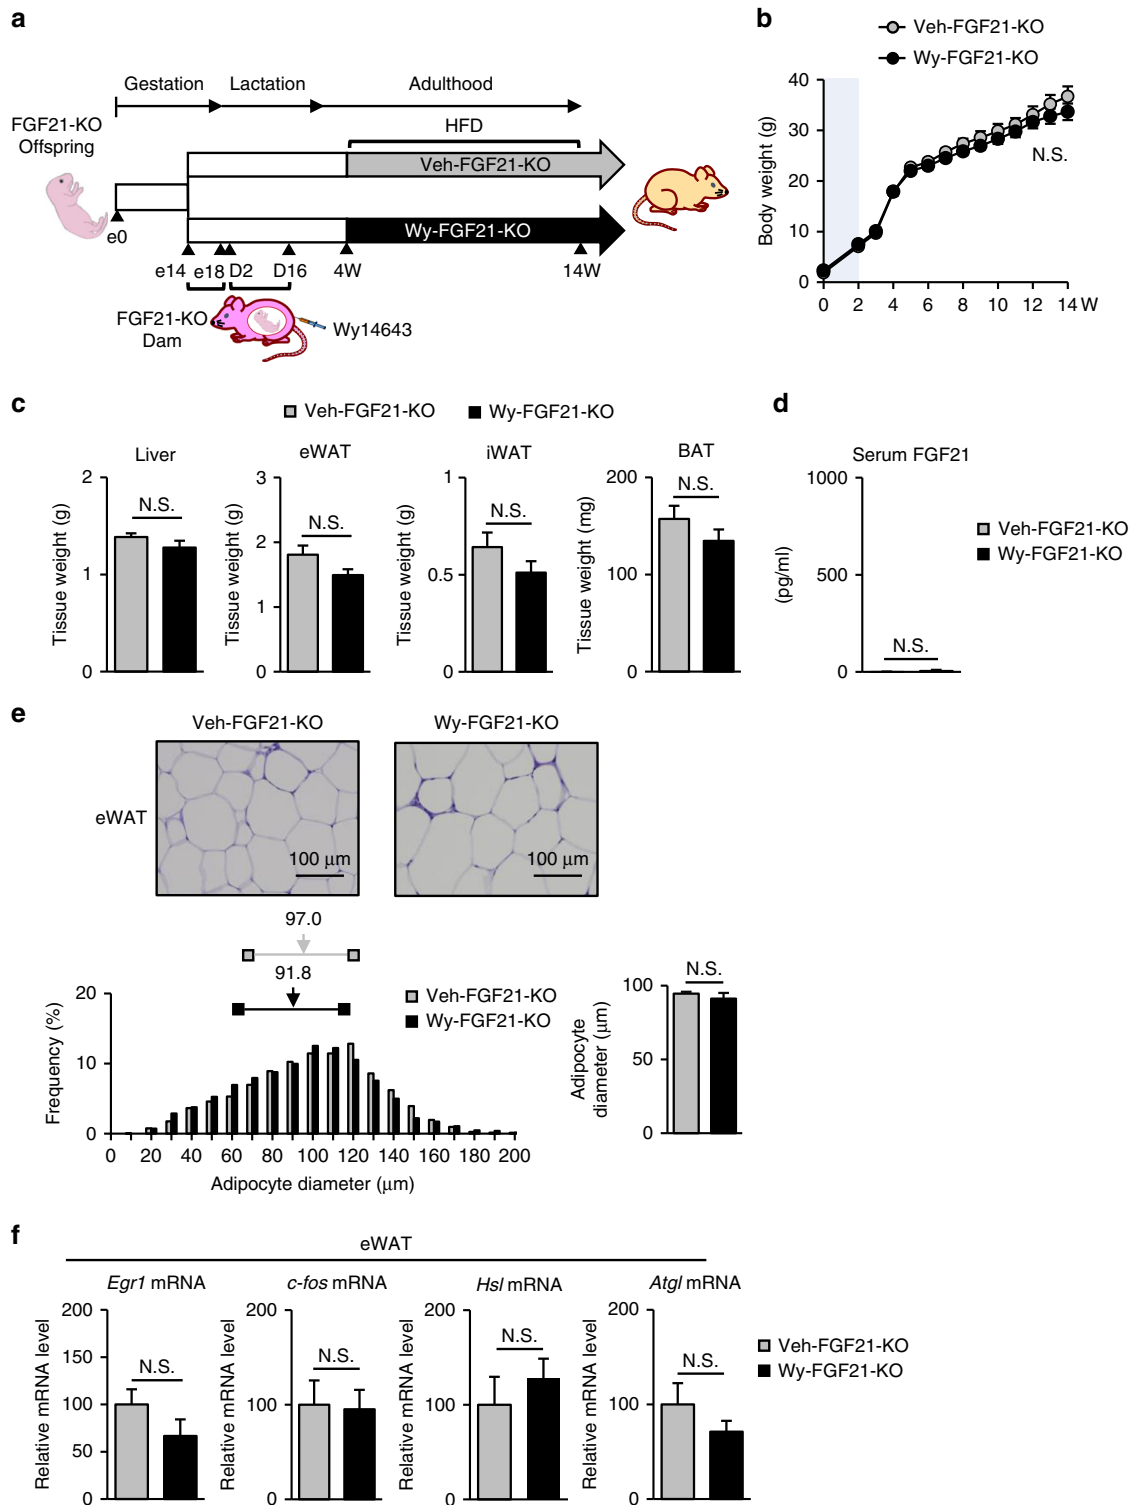 a
Gestation
Lactation
Adulthood
FGF21-KO
Offspring
HFD
Veh-FGF21-KO
Wy-FGF21-KO
e0
e14
e18
D2
D16
4W
14W
FGF21-KO
Dam
Wy14643
b
Veh-FGF21-KO
Wy-FGF21-KO
Body weight (g)
40
30
20
10
0
N.S.
0 2 4 6 8 10 12 14 W
c
Veh-FGF21-KO
Wy-FGF21-KO
Liver
Tissue weight (g)
2
1
0
N.S.
eWAT
Tissue weight (g)
3
2
1
0
N.S.
iWAT
Tissue weight (g)
1
0.5
0
N.S.
BAT
Tissue weight (mg)
200
100
0
N.S.
d
Serum FGF21
(pg/ml)
1000
500
0
N.S.
Veh-FGF21-KO
Wy-FGF21-KO
e
Veh-FGF21-KO
Wy-FGF21-KO
eWAT
100 μm
100 μm
97.0
91.8
Veh-FGF21-KO
Wy-FGF21-KO
Frequency (%)
20
10
0
0 20 40 60 80 100 120 140 160 180 200
Adipocyte diameter (μm)
Adipocyte
diameter (μm)
100
50
0
N.S.
f
eWAT
Egr1 mRNA
Relative mRNA level
200
150
100
50
0
N.S.
c-fos mRNA
Relative mRNA level
200
100
0
N.S.
Hsl mRNA
Relative mRNA level
200
100
0
N.S.
Atgl mRNA
Relative mRNA level
200
100
0
N.S.
Veh-FGF21-KO
Wy-FGF21-KO